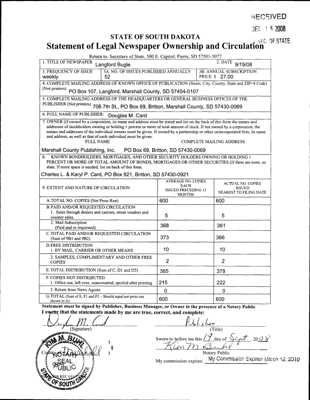 RECEIVED
DEC 15 2008
STATE OF SOUTH DAKOTA
Statement of Legal Newspaper Ownership and Circulation
Return to: Secretary of State, 500 E. Capitol, Pierre, SD 57501-5077
1. TITLE OF NEWSPAPER Langford Bugle 2. DATE 9/19/08
3. FREQUENCY OF ISSUE 3A. NO. OF ISSUES PUBLISHED ANNUALLY 3B. ANNUAL SUBSCRIPTION
weekly 52 PRICE $ 27.00
4. COMPLETE MAILING ADDRESS OF KNOWN OFFICE OF PUBLICATION (Street, City, County, State and ZIP+4 Code)
(Not printers) PO Box 107, Langford, Marshall County, SD 57454-0107
5. COMPLETE MAILING ADDRESS OF THE HEADQUARTERS OR GENERAL BUSINESS OFFICES OF THE
PUBLISHER (Not printers) 706 7th St., PO Box 69, Britton, Marshall County, SD 57430-0069
6. FULL NAME OF PUBLISHER: Douglas M. Card
7. OWNER (If owned by a corporation, its name and address must be stated and list on the back of this form the names and
addresses of stockholders owning or holding 1 percent or more of total amount of stock. If not owned by a corporation, the
names and addresses of the individual owners must be given. If owned by a partnership or other unincorporated firm, its name
and address, as well as that of each individual must be given.
FULL NAME COMPLETE MAILING ADDRESS
Marshall County Publishing, Inc. PO Box 69, Britton, SD 57430-0069
8. KNOWN BONDHOLDERS, MORTGAGES, AND OTHER SECURITY HOLDERS OWNING OR HOLDING 1
PERCENT OR MORE OF TOTAL AMOUNT OF BONDS, MORTGAGES OR OTHER SECURITIES (If there are none, so
state. If more space is needed, list on back of this form.
Charles L. & Karyl P. Card, PO Box 921, Britton, SD 57430-0921
9. EXTENT AND NATURE OF CIRCULATION AVERAGE NO. COPIES EACH ISSUED PRECEDING 12 MONTHS ACTUAL NO. COPIES ISSUED NEAREST TO FILING DATE
A. TOTAL NO. COPIES (Net Press Run) 600 600
B. PAID AND/OR REQUESTED CIRCULATION
1. Sales through dealers and carriers, street vendors and
counter sales. 5 5
2. Mail Subscription
(Paid and or requested) 368 361
C. TOTAL PAID AND/OR REQUESTED CIRCULATION
(Sum of 9B1 and 9B2) 373 366
D. FREE DISTRIBUTION
1. BY MAIL, CARRIER OR OTHER MEANS 10 10
2. SAMPLES, COMPLIMENTARY AND OTHER FREE
COPIES 2 2
E. TOTAL DISTRIBUTION (Sum of C, D1 and D2) 385 378
F. COPIES NOT DISTRIBUTED
1. Office use, left over, unaccounted, spoiled after printing 215 222
2. Return from News Agents 0 0
G. TOTAL (Sum of E, F1 and F2 - Should equal net press run
shown in A) 600 600
Statement must be signed by Publisher, Business Manager, or Owner in the presence of a Notary Public
I swear that the statements made by me are true, correct, and complete:
Publisher
(Signature) (Title)
Sworn to before me this 19 day of Sept. 2008
Kim M. Buhl
Notary Public
My commission expires: My Commission Expires March 12, 2010
KIM M. BUHL
NOTARY
SEAL
PUBLIC
SOUTH DAKOTA